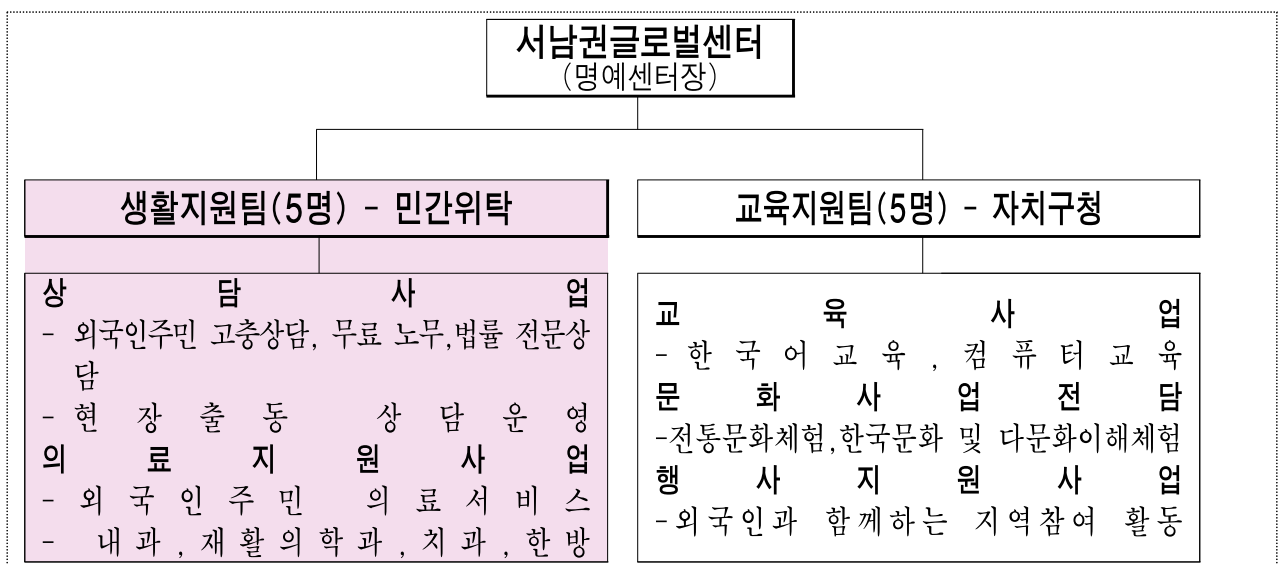 서남권글로벌센터
(명예센터장)
생활지원팀(5명) - 민간위탁
상담사업
- 외국인주민 고충상담, 무료 노무,법률 전문상
담
- 현장출동 상담운영
의료지원사업
- 외국인주민 의료서비스
- 내과,재활의학과,치과,한방
교육지원팀(5명) - 자치구청
교육사업
- 한국어교육, 컴퓨터교육
문화사업전담
-전통문화체험,한국문화 및 다문화이해체험
행사지원사업
-외국인과 함께하는 지역참여 활동